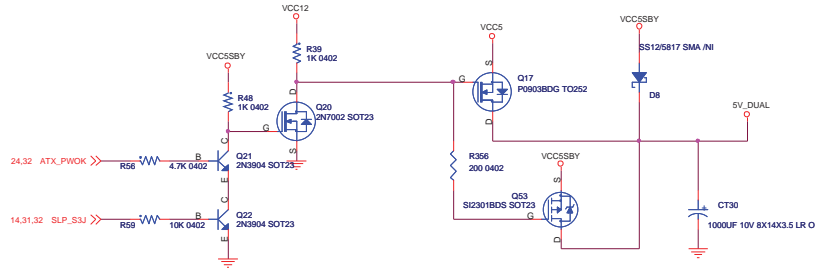 VCC12
VCC5
VCC5SBY
SS12/5817 SMA /NI
D8
VCC5SBY
R39
1K 0402
R48
1K 0402
D
G
S
Q20
2N7002 SOT23
S
G
D
Q17
P0903BDG TO252
5V_DUAL
24,32 ATX_PWOK
R56
4.7K 0402
B
C
E
Q21
2N3904 SOT23
R356
200 0402
VCC5SBY
S
Q53
SI2301BDS SOT23
G
D
14,31,32 SLP_S3J
R59
10K 0402
B
C
E
Q22
2N3904 SOT23
CT30
+
1000UF 10V 8X14X3.5 LR O